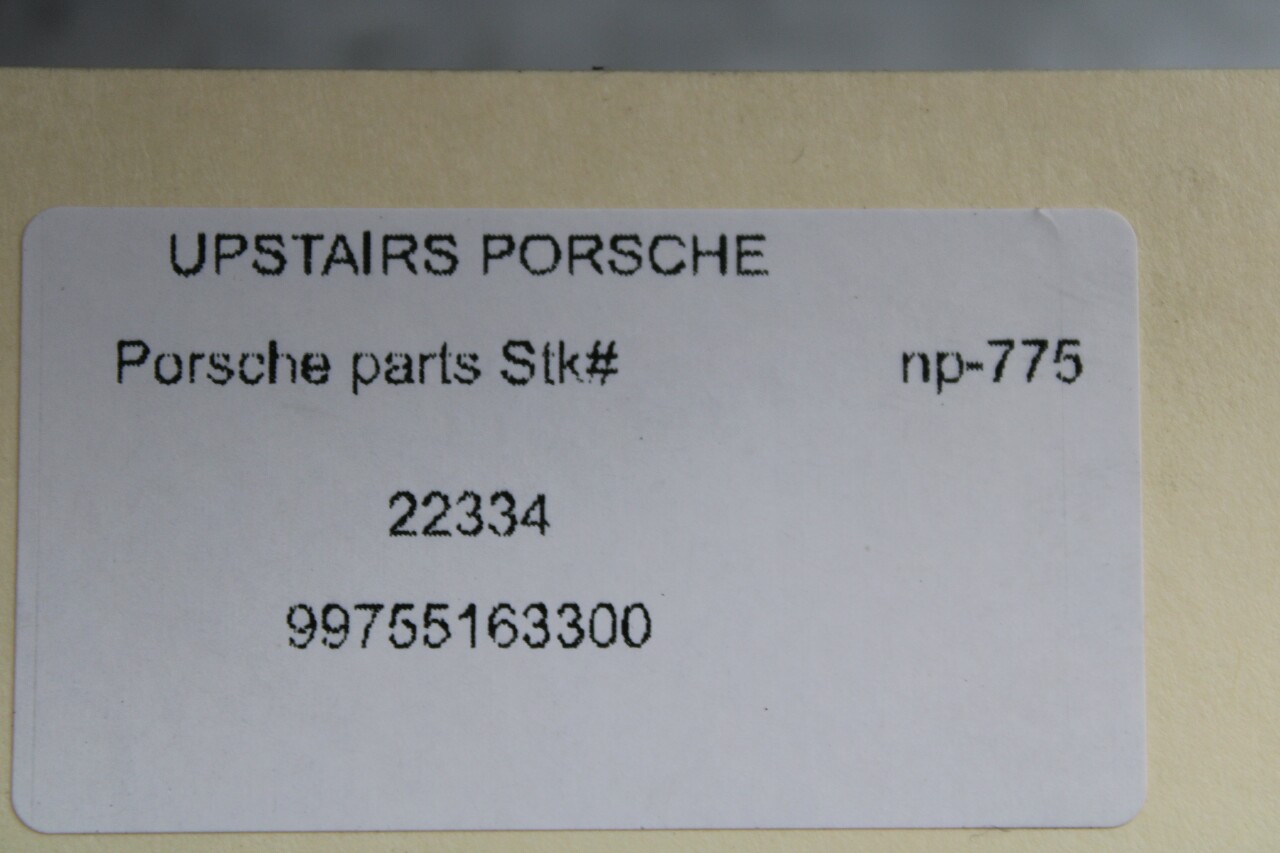 UPSTAIRS PORSCHE
Porsche parts Stk# np-775
22334
99755163300